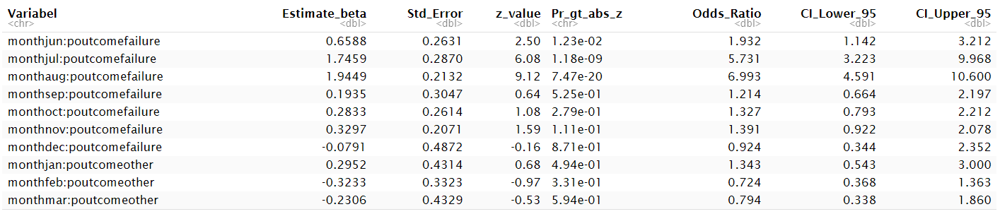 Variabel Estimate_beta Std_Error z_value Pr_gt_abs_z Odds_Ratio CI_Lower_95 CI_Upper_95
<chr> <dbl> <dbl> <dbl> <chr> <dbl> <dbl> <dbl>
monthjun:poutcomefailure 0.6588 0.2631 2.50 1.23e-02 1.932 1.142 3.212
monthjul:poutcomefailure 1.7459 0.2870 6.08 1.18e-09 5.731 3.223 9.968
monthaug:poutcomefailure 1.9449 0.2132 9.12 7.47e-20 6.993 4.591 10.600
monthsep:poutcomefailure 0.1935 0.3047 0.64 5.25e-01 1.214 0.664 2.197
monthoct:poutcomefailure 0.2833 0.2614 1.08 2.79e-01 1.327 0.793 2.212
monthnov:poutcomefailure 0.3297 0.2071 1.59 1.11e-01 1.391 0.922 2.078
monthdec:poutcomefailure -0.0791 0.4872 -0.16 8.71e-01 0.924 0.344 2.352
monthjan:poutcomeother 0.2952 0.4314 0.68 4.94e-01 1.343 0.543 3.000
monthfeb:poutcomeother -0.3233 0.3323 -0.97 3.31e-01 0.724 0.368 1.363
monthmar:poutcomeother -0.2306 0.4329 -0.53 5.94e-01 0.794 0.338 1.860